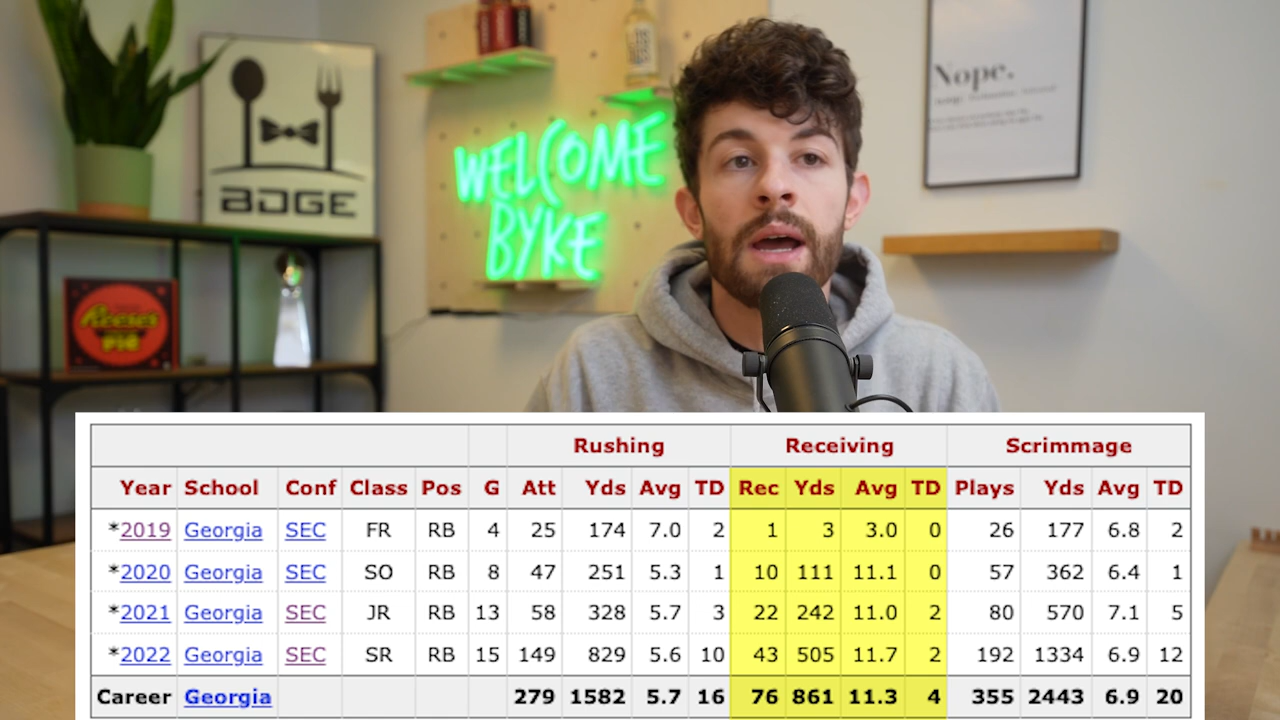 Nope.
WELCOME
BYKE
BDGE
Reese's
PIE
Rushing Receiving Scrimmage
Year School Conf Class Pos G Att Yds Avg TD Rec Yds Avg TD Plays Yds Avg TD
*2019 Georgia SEC FR RB 4 25 174 7.0 2 1 3 3.0 0 26 177 6.8 2
*2020 Georgia SEC SO RB 8 47 251 5.3 1 10 111 11.1 0 57 362 6.4 1
*2021 Georgia SEC JR RB 13 58 328 5.7 3 22 242 11.0 2 80 570 7.1 5
*2022 Georgia SEC SR RB 15 149 829 5.6 10 43 505 11.7 2 192 1334 6.9 12
Career Georgia 279 1582 5.7 16 76 861 11.3 4 355 2443 6.9 20